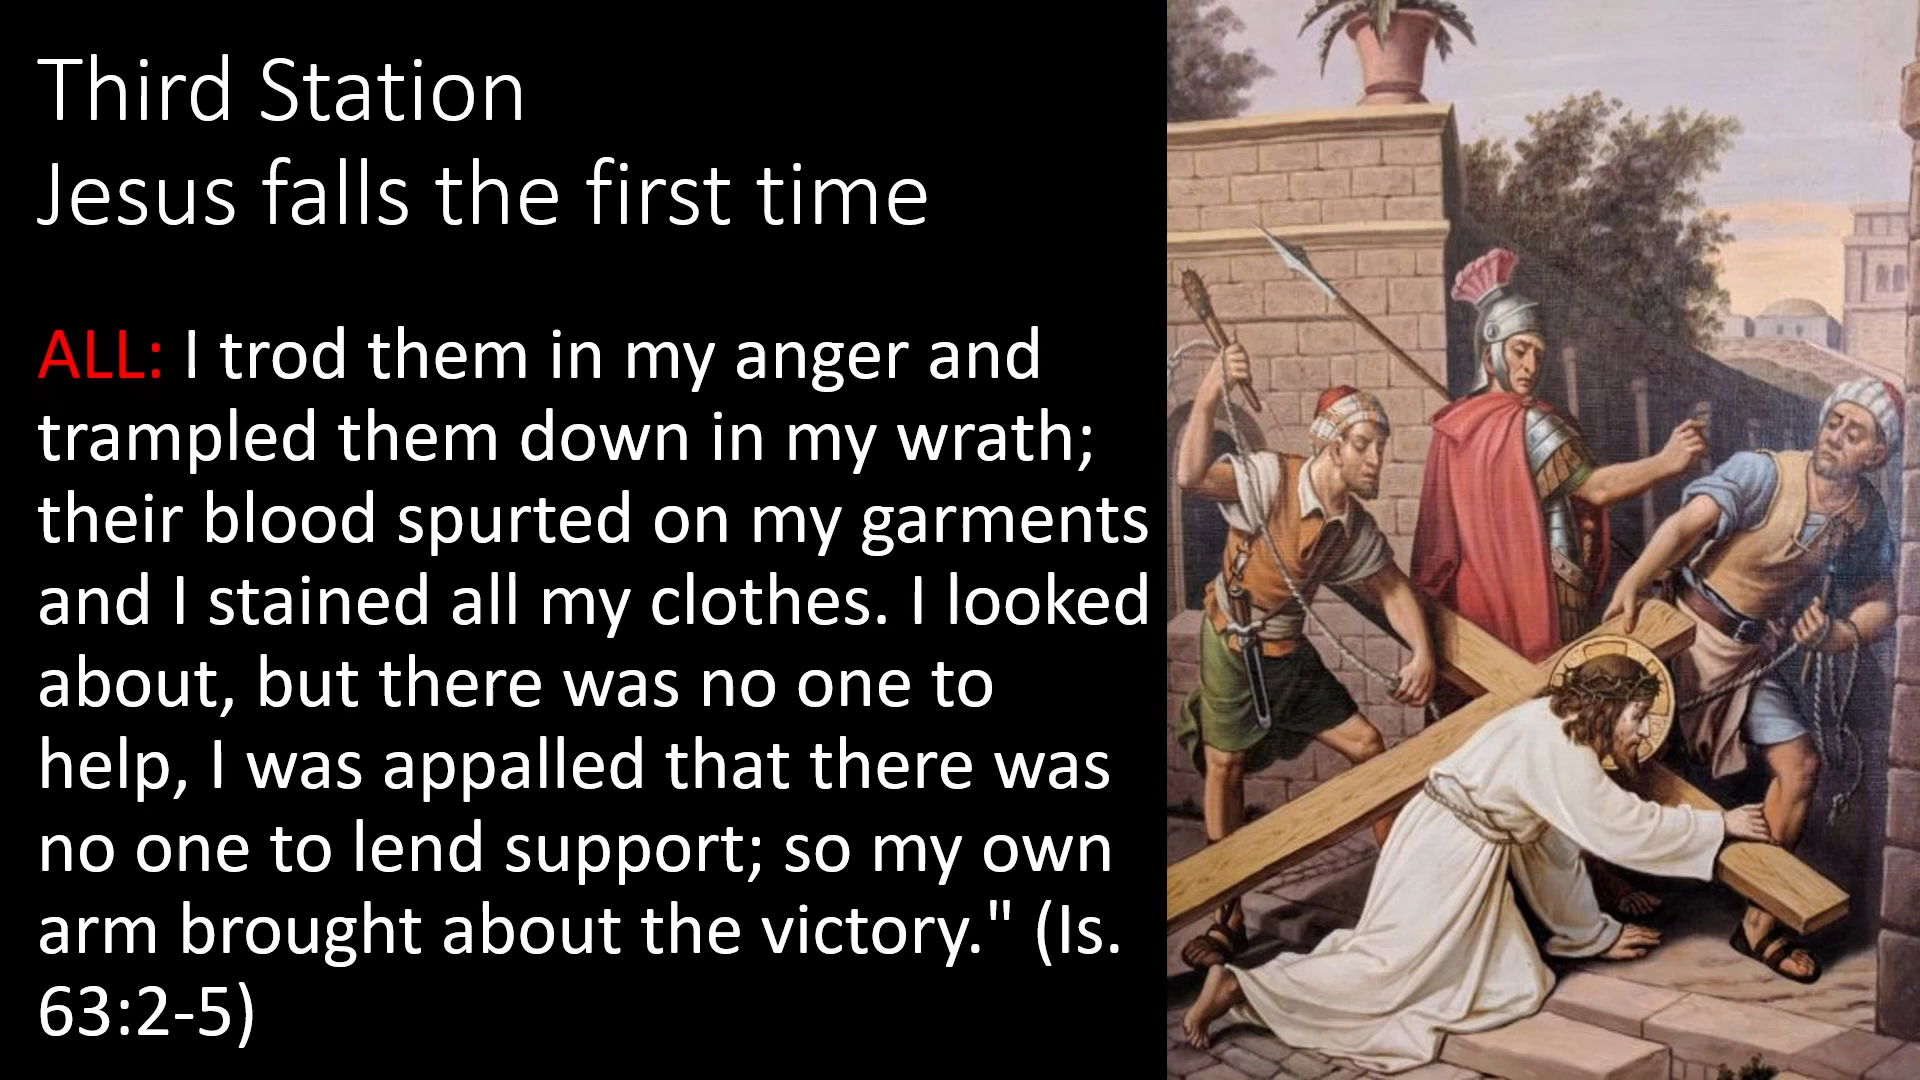 Third Station
Jesus falls the first time
ALL: I trod them in my anger and
trampled them down in my wrath;
their blood spurted on my garments
and I stained all my clothes. I looked
about, but there was no one to
help, I was appalled that there was
no one to lend support; so my own
arm brought about the victory." (Is.
63:2-5)